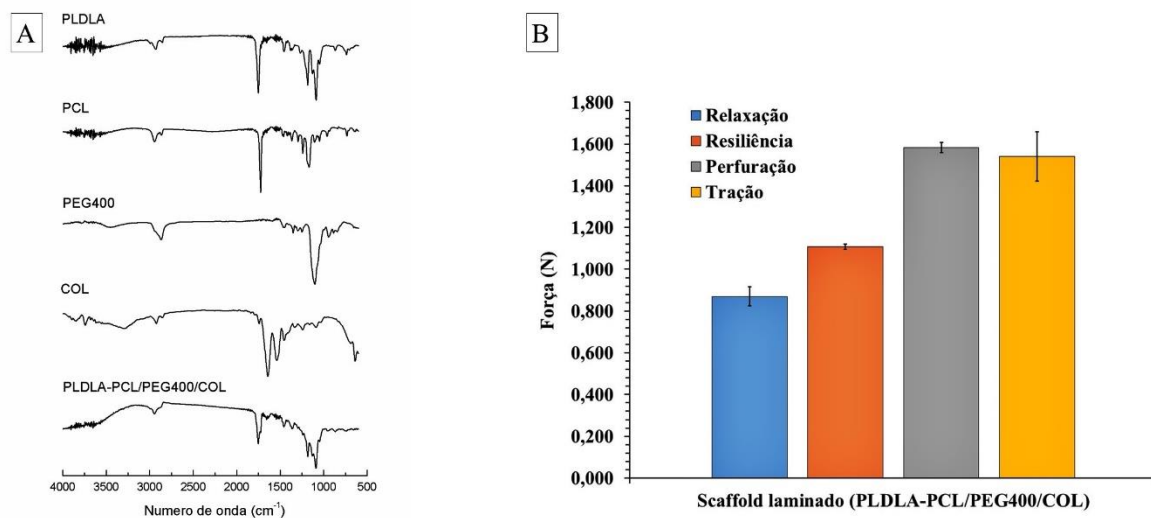 A
PLDLA
PCL
PEG400
COL
PLDLA-PCL/PEG400/COL
4000 3500 3000 2500 2000 1500 1000 500
Numero de onda (cm-1)
B
Força (N)
1,800
1,600
1,400
1,200
1,000
0,800
0,600
0,400
0,200
0,000
Relaxação
Resiliência
Perfuração
Tração
Scaffold laminado (PLDLA-PCL/PEG400/COL)